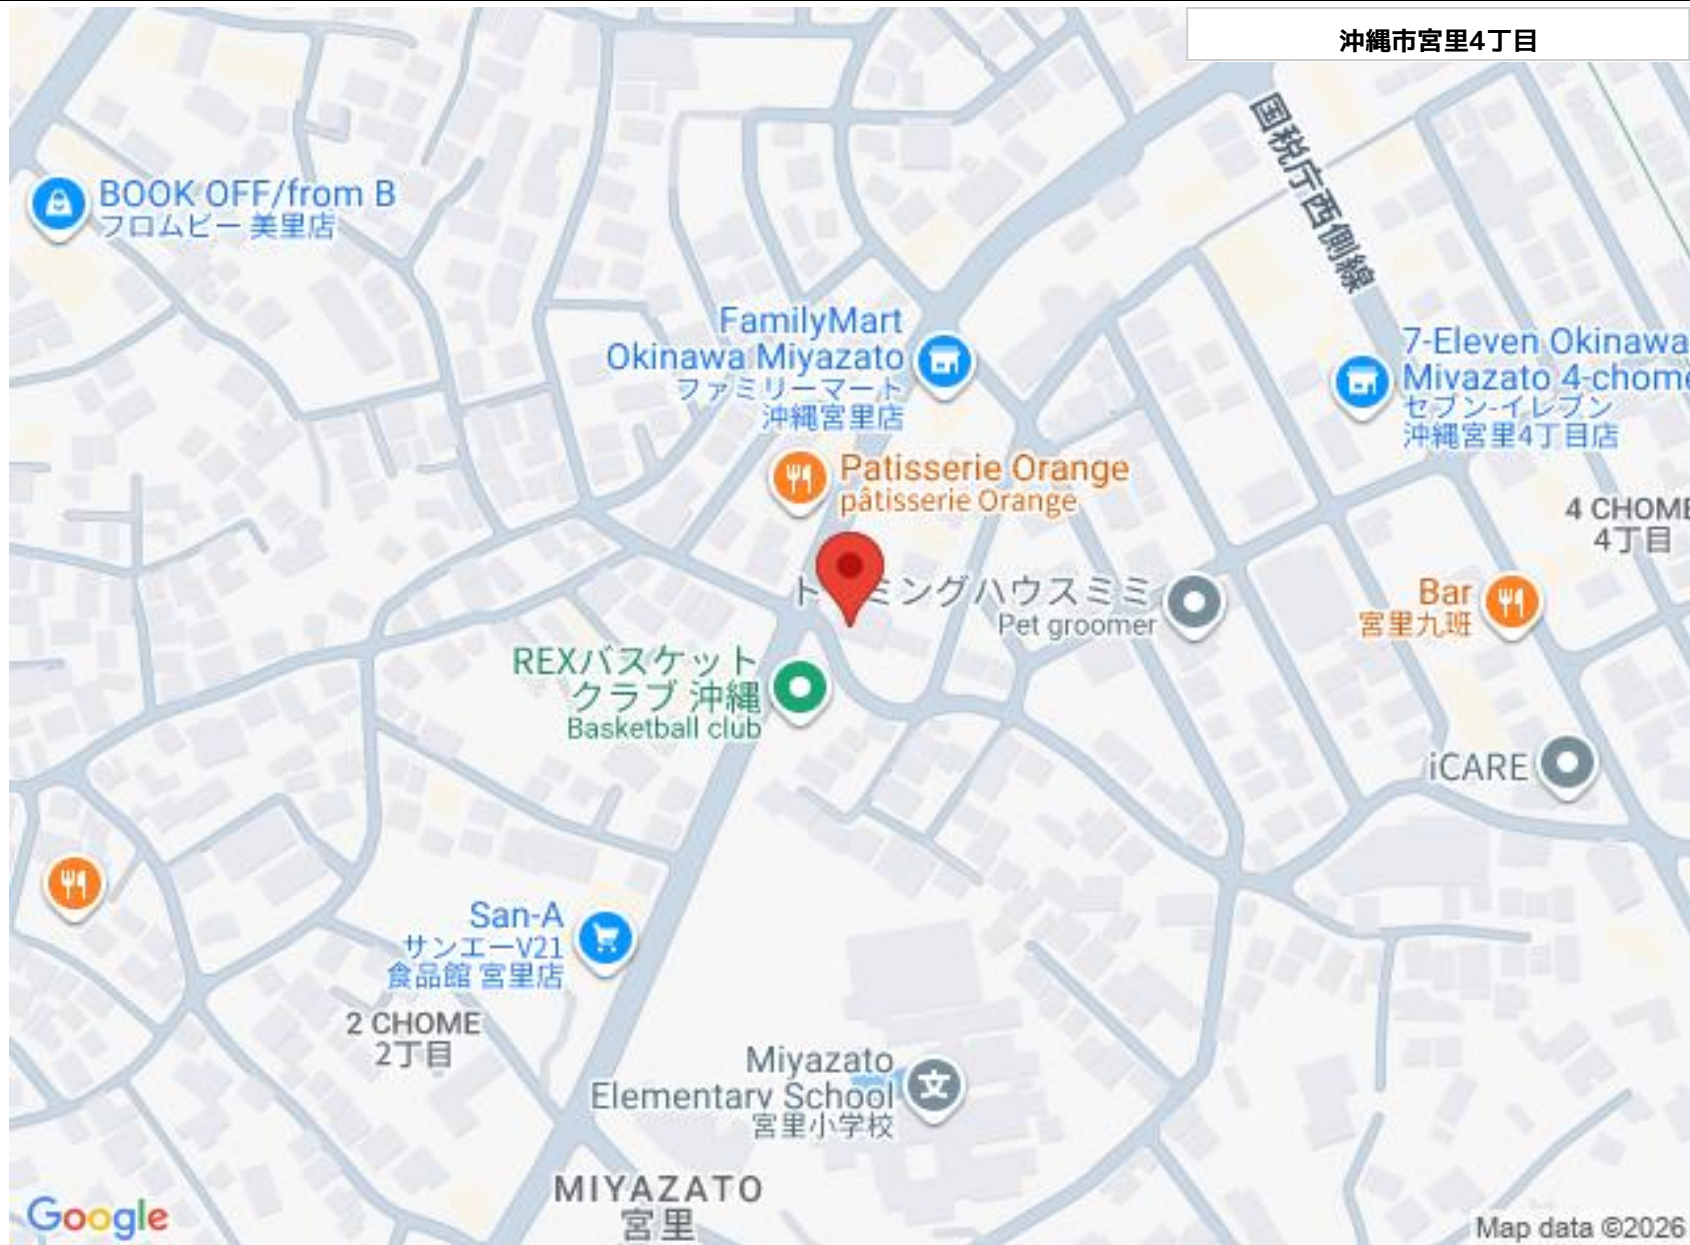 沖縄市宮里4丁目
国税庁西側線
BOOK OFF/from B
フロムビー 美里店
FamilyMart
Okinawa Miyazato
ファミリーマート
沖縄宮里店
7-Eleven Okinawa
Miyazato 4-chome
セブン-イレブン
沖縄宮里4丁目店
Patisserie Orange
pâtisserie Orange
4 CHOME
4丁目
ト ミングハウスミミ
Pet groomer
Bar
宮里九班
REXバスケット
クラブ 沖縄
Basketball club
iCARE
San-A
サンエーV21
食品館 宮里店
2 CHOME
2丁目
Miyazato
Elementary School
宮里小学校
MIYAZATO
宮里
Google
Map data ©2026